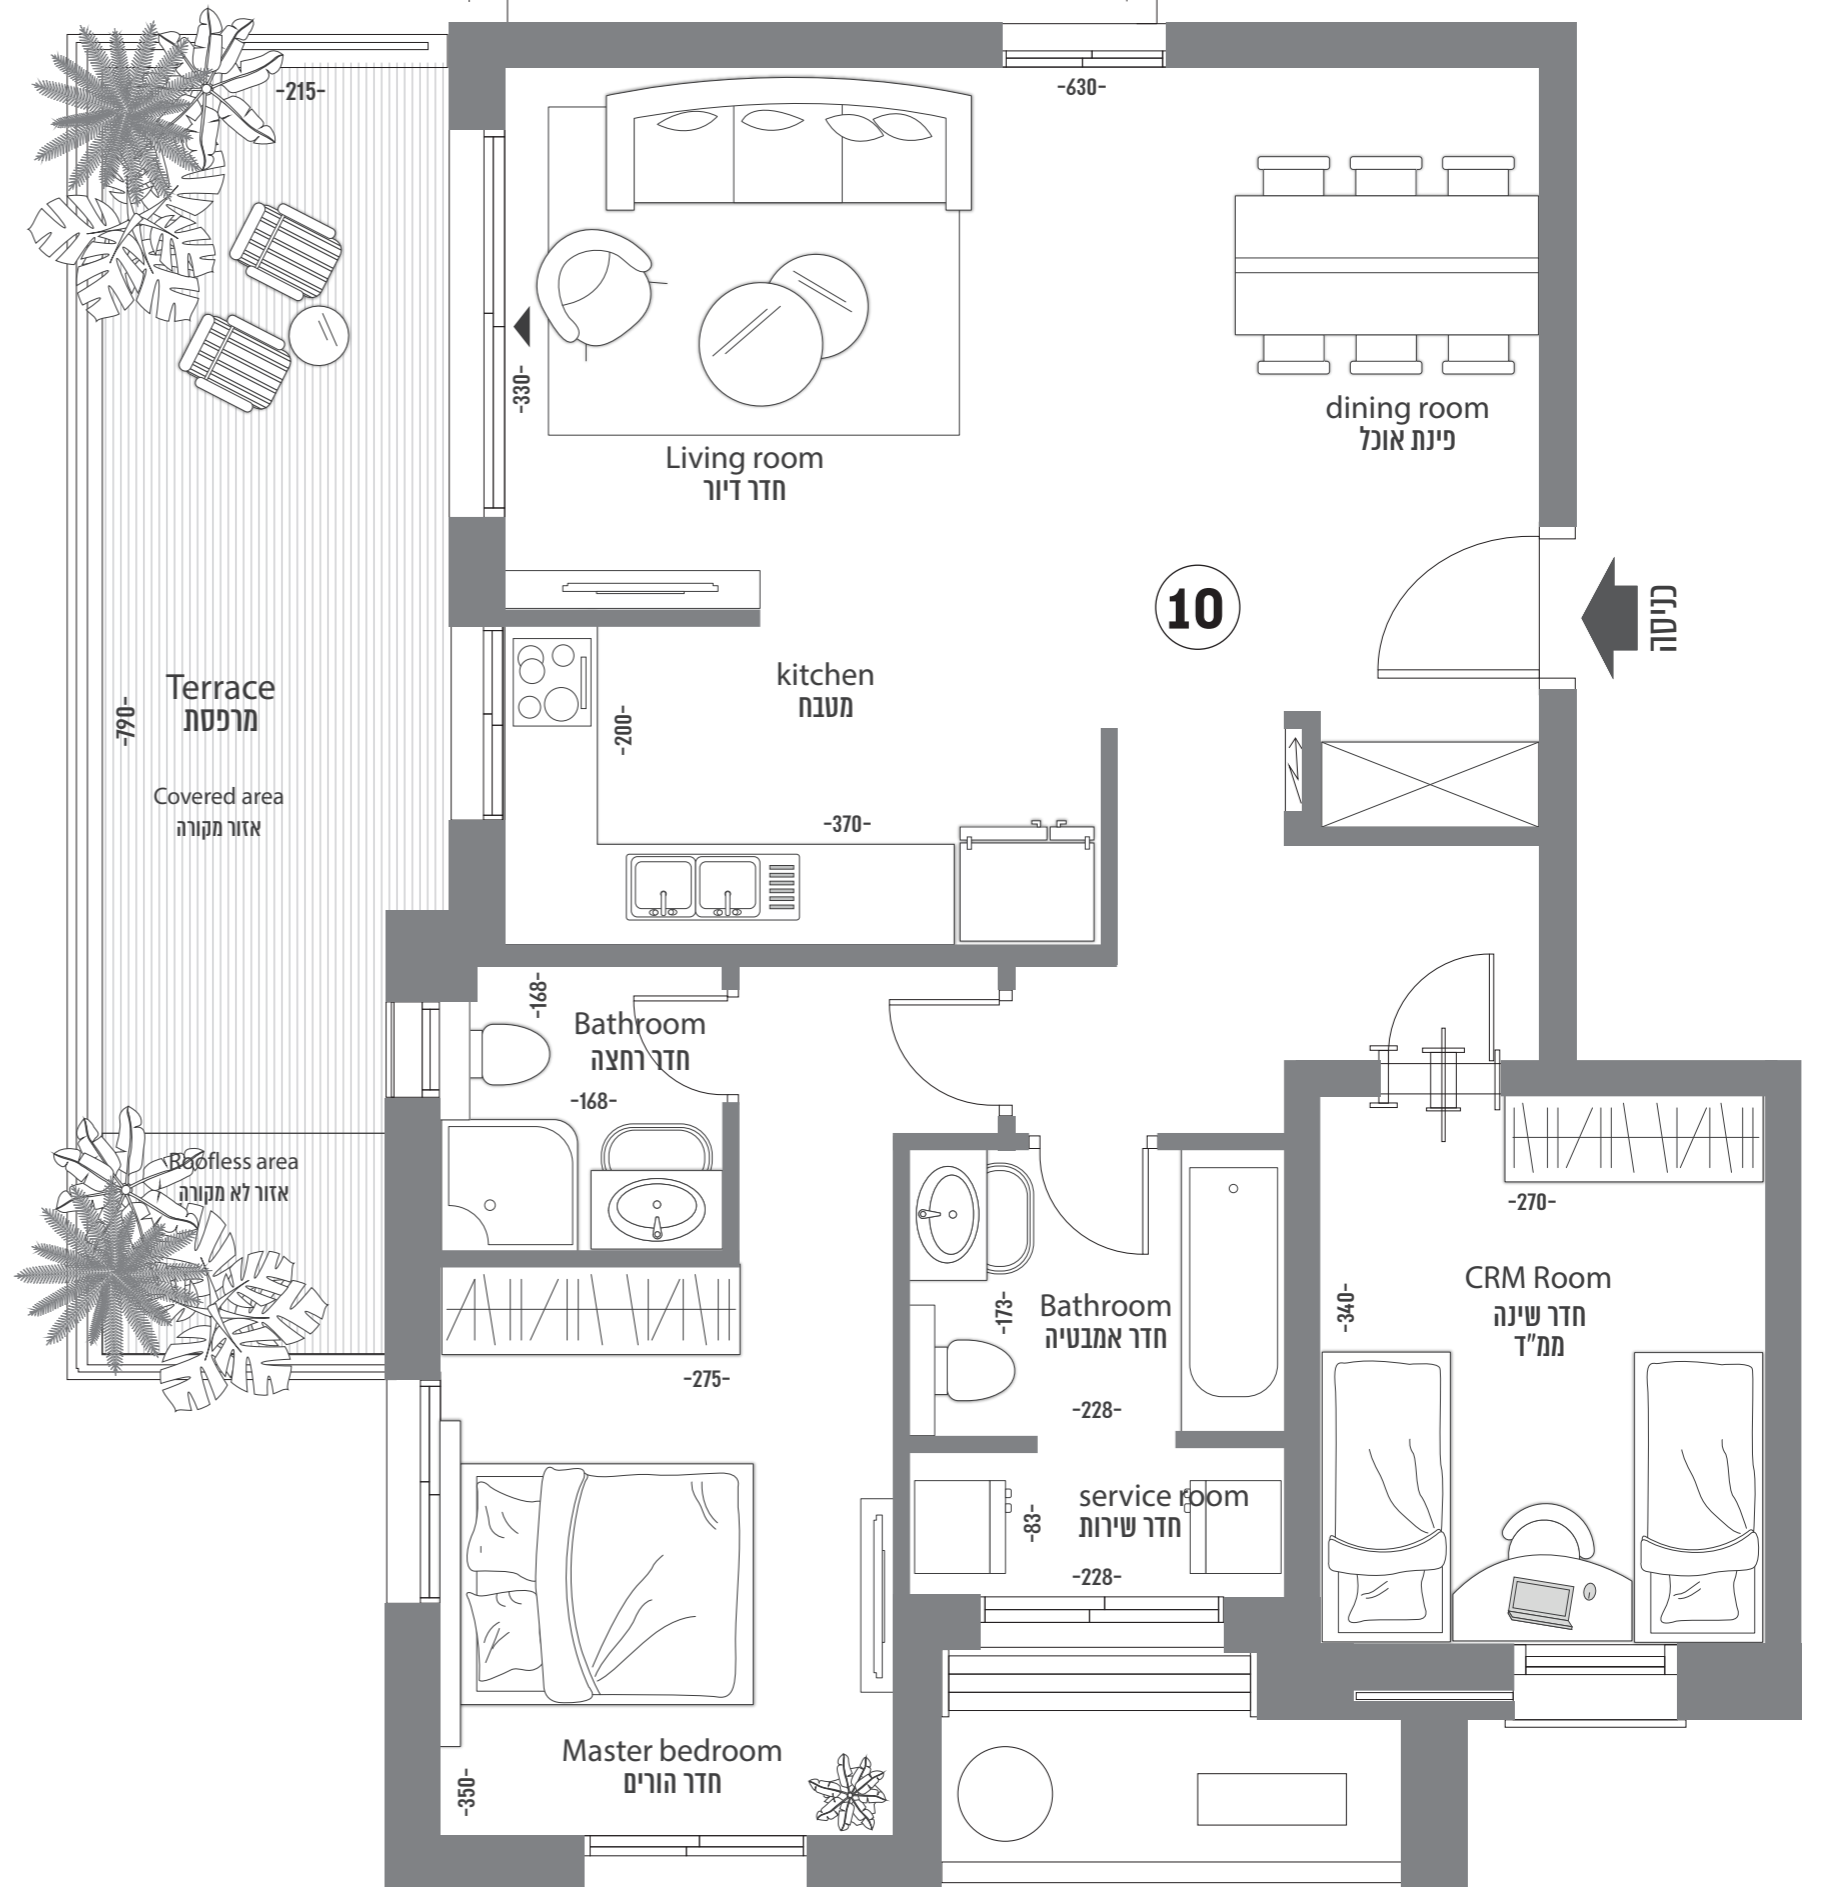 -215-
-630-
-330-
dining room
פינת אוכל
Living room
חדר דיור
10
כניסה
kitchen
מטבח
-200-
-370-
Terrace
מרפסת
-790-
Covered area
אזור מקורה
-168-
Bathroom
חדר רחצה
-168-
Roofless area
אזור לא מקורה
-270-
CRM Room
חדר שינה
ממ"ד
-340-
-173-
Bathroom
חדר אמבטיה
-228-
-275-
service room
חדר שירות
-83-
-228-
Master bedroom
חדר הורים
-350-